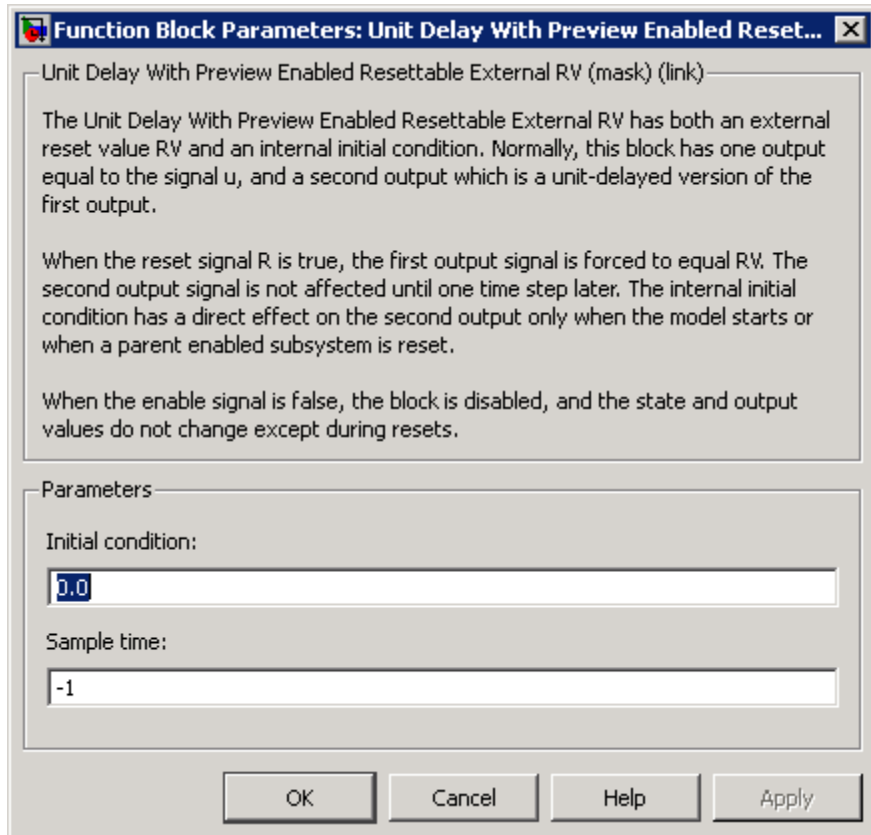 Function Block Parameters: Unit Delay With Preview Enabled Reset...
Unit Delay With Preview Enabled Resettable External RV (mask) (link)
The Unit Delay With Preview Enabled Resettable External RV has both an external
reset value RV and an internal initial condition. Normally, this block has one output
equal to the signal u, and a second output which is a unit-delayed version of the
first output.
When the reset signal R is true, the first output signal is forced to equal RV. The
second output signal is not affected until one time step later. The internal initial
condition has a direct effect on the second output only when the model starts or
when a parent enabled subsystem is reset.
When the enable signal is false, the block is disabled, and the state and output
values do not change except during resets.
Parameters
Initial condition:
0.0
Sample time:
-1
OK Cancel Help Apply